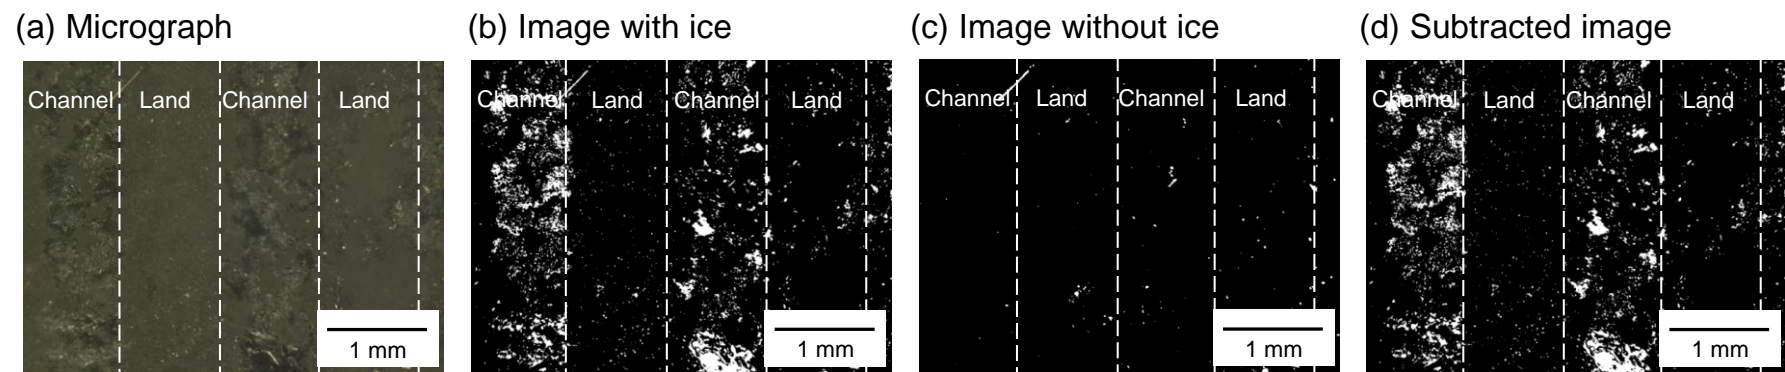 (a) Micrograph
Channel Land Channel Land
1 mm
(b) Image with ice
Channel Land Channel Land
1 mm
(c) Image without ice
Channel Land Channel Land
1 mm
(d) Subtracted image
Channel Land Channel Land
1 mm